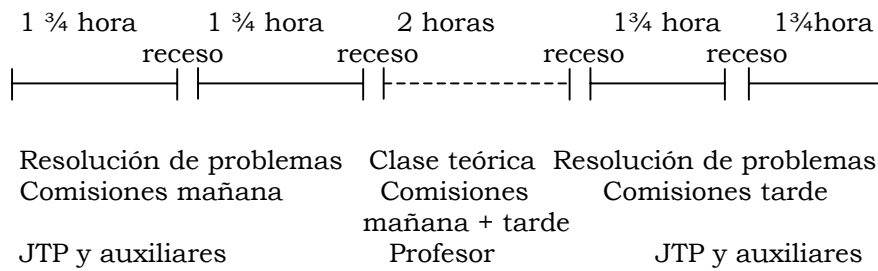 1 ¾ hora 1 ¾ hora 2 horas 1¾ hora 1¾hora
receso receso receso receso
Resolución de problemas Clase teórica Resolución de problemas
Comisiones mañana Comisiones Comisiones tarde
mañana + tarde
JTP y auxiliares Profesor JTP y auxiliares